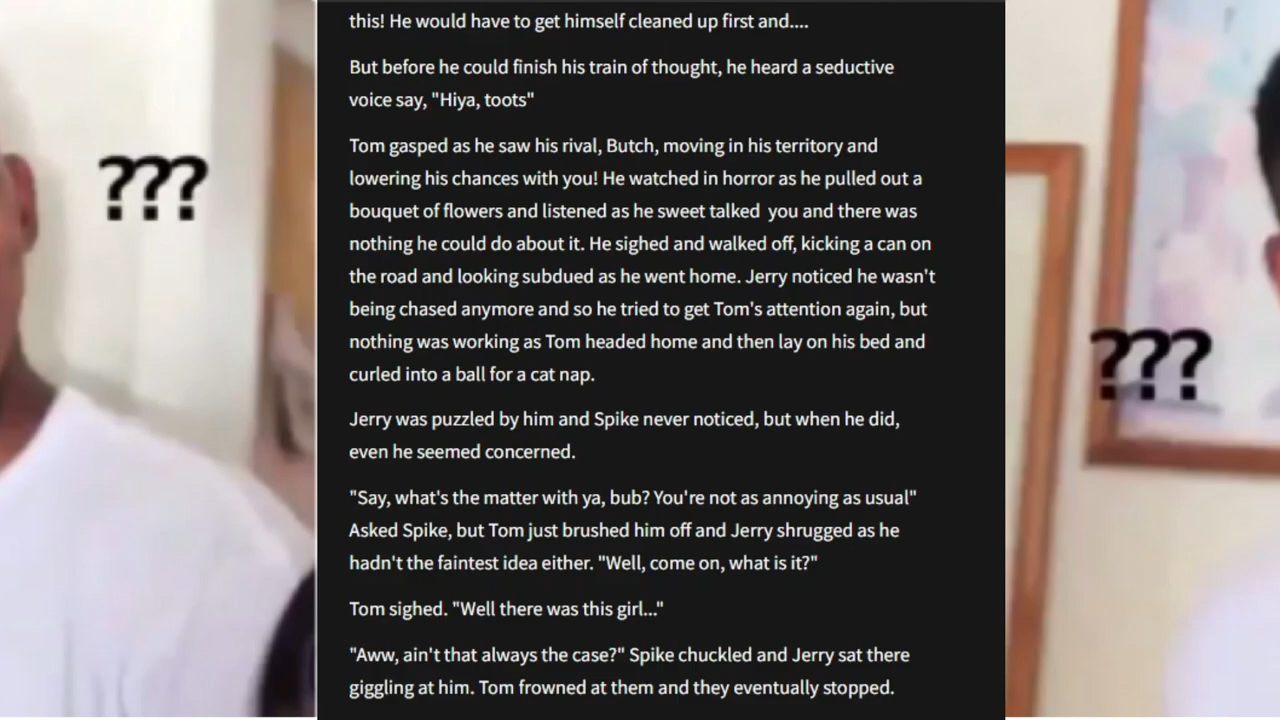 this! He would have to get himself cleaned up first and....
But before he could finish his train of thought, he heard a seductive
voice say, "Hiya, toots"
???
Tom gasped as he saw his rival, Butch, moving in his territory and
lowering his chances with you! He watched in horror as he pulled out a
bouquet of flowers and listened as he sweet talked  you and there was
nothing he could do about it. He sighed and walked off, kicking a can on
the road and looking subdued as he went home. Jerry noticed he wasn't
being chased anymore and so he tried to get Tom's attention again, but
nothing was working as Tom headed home and then lay on his bed and
curled into a ball for a cat nap.
???
Jerry was puzzled by him and Spike never noticed, but when he did,
even he seemed concerned.
"Say, what's the matter with ya, bub? You're not as annoying as usual"
Asked Spike, but Tom just brushed him off and Jerry shrugged as he
hadn't the faintest idea either. "Well, come on, what is it?"
Tom sighed. "Well there was this girl..."
"Aww, ain't that always the case?" Spike chuckled and Jerry sat there
giggling at him. Tom frowned at them and they eventually stopped.